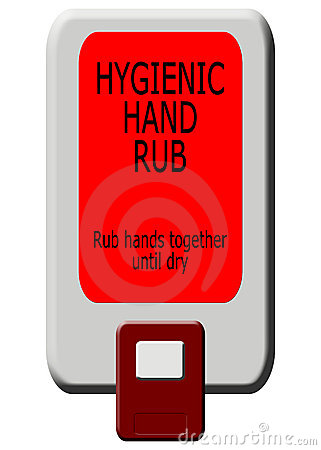 HYGIENIC
HAND
RUB
Rub hands together
until dry
dreamstime.com